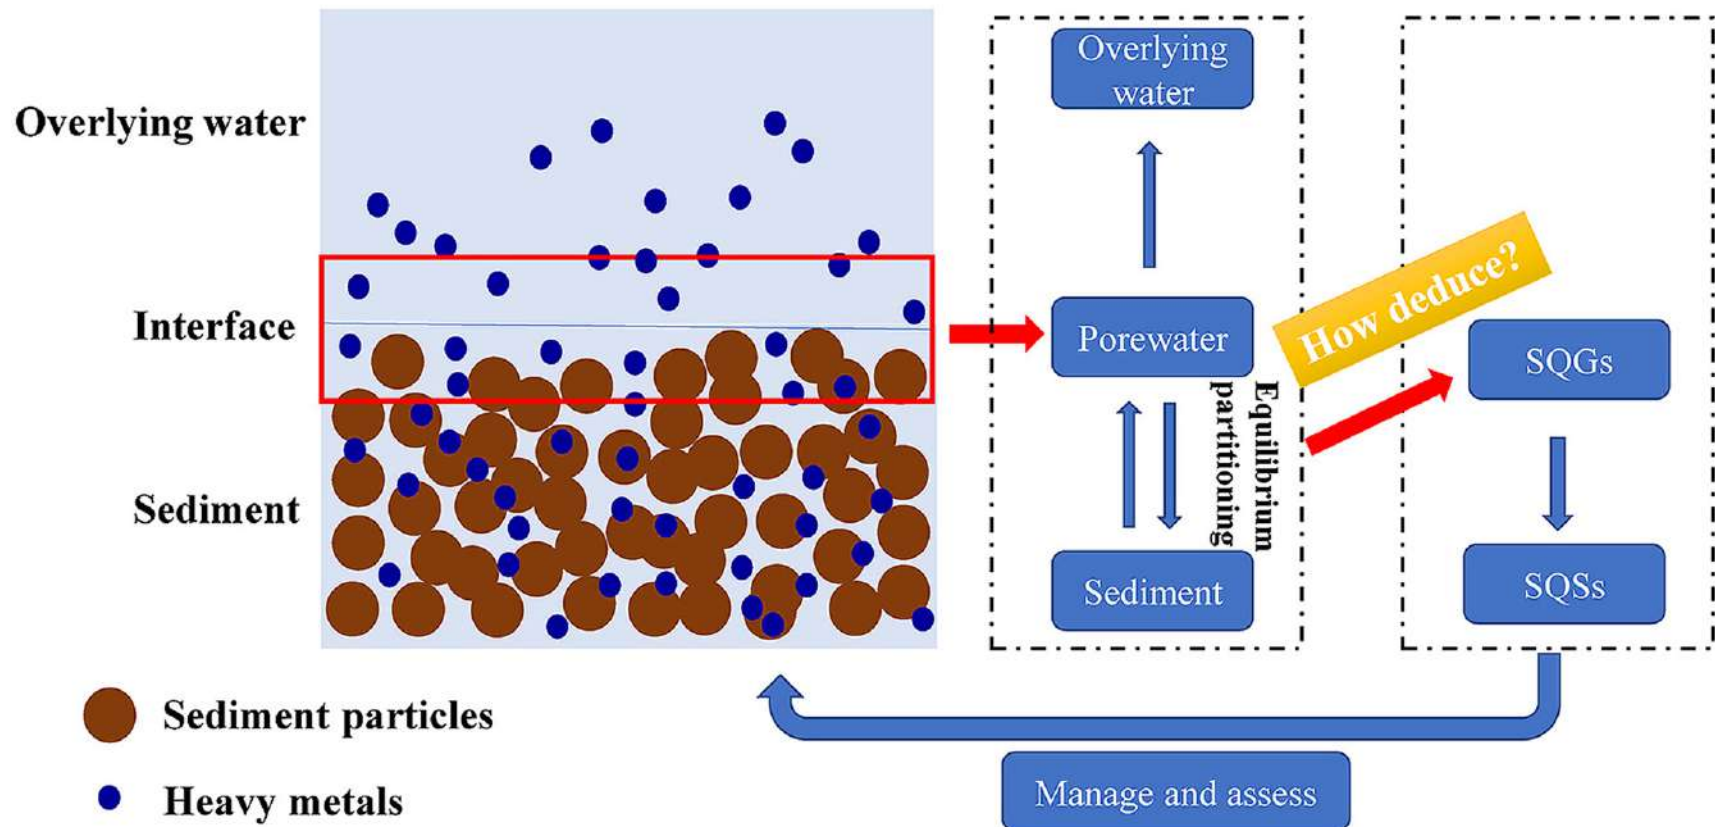 Overlying water
Interface
Sediment
Sediment particles
Heavy metals
Overlying
water
Porewater
Equilibrium
partitioning
Sediment
How deduce?
SQGs
SQSs
Manage and assess